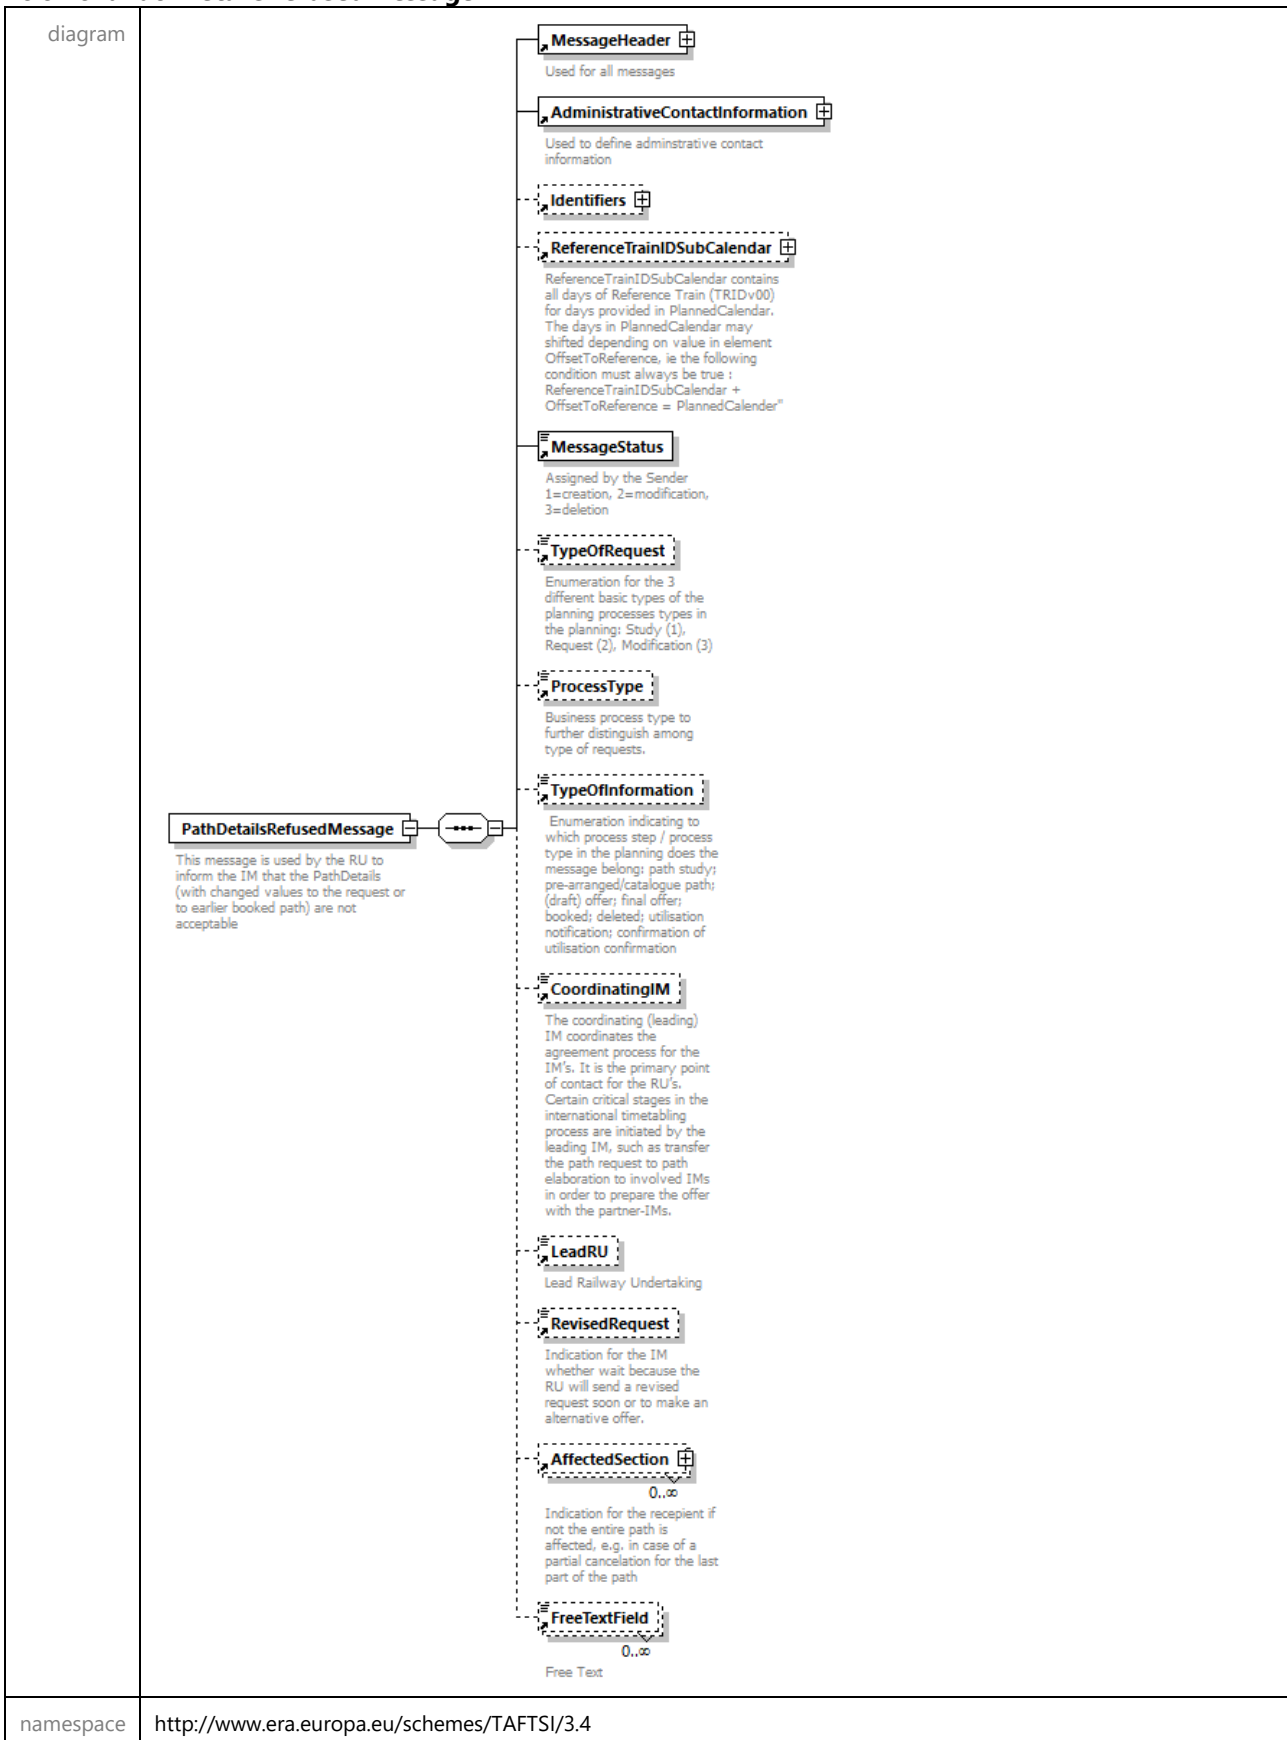 diagram
MessageHeader
Used for all messages
AdministrativeContactInformation
Used to define adminstrative contact
information
Identifiers
ReferenceTrainIDSubCalendar
ReferenceTrainIDSubCalendar contains
all days of Reference Train (TRIDv00)
for days provided in PlannedCalendar.
The days in PlannedCalendar may
shifted depending on value in element
OffsetToReference, ie the following
condition must always be true :
ReferenceTrainIDSubCalendar +
OffsetToReference = PlannedCalender"
MessageStatus
Assigned by the Sender
1=creation, 2=modification,
3=deletion
TypeOfRequest
Enumeration for the 3
different basic types of the
planning processes types in
the planning: Study (1),
Request (2), Modification (3)
ProcessType
Business process type to
further distinguish among
type of requests.
TypeOfInformation
Enumeration indicating to
which process step / process
type in the planning does the
message belong: path study;
pre-arranged/catalogue path;
(draft) offer; final offer;
booked; deleted; utilisation
notification; confirmation of
utilisation confirmation
PathDetailsRefusedMessage
This message is used by the RU to
inform the IM that the PathDetails
(with changed values to the request or
to earlier booked path) are not
acceptable
CoordinatingIM
The coordinating (leading)
IM coordinates the
agreement process for the
IM's. It is the primary point
of contact for the RU's.
Certain critical stages in the
international timetabling
process are initiated by the
leading IM, such as transfer
the path request to path
elaboration to involved IMs
in order to prepare the offer
with the partner-IMs.
LeadRU
Lead Railway Undertaking
RevisedRequest
Indication for the IM
whether wait because the
RU will send a revised
request soon or to make an
alternative offer.
AffectedSection
0..∞
Indication for the recepient if
not the entire path is
affected, e.g. in case of a
partial cancelation for the last
part of the path
FreeTextField
0..∞
Free Text
namespace
http://www.era.europa.eu/schemes/TAFTSI/3.4